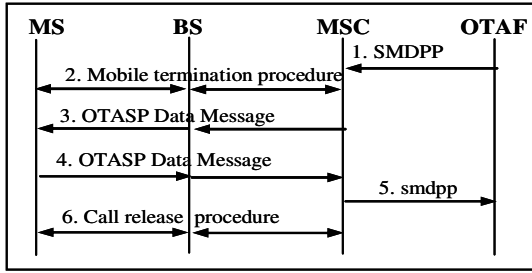 MS BS MSC OTAF
1. SMDPP
2. Mobile termination procedure
3. OTASP Data Message
4. OTASP Data Message
5. smdpp
6. Call release procedure